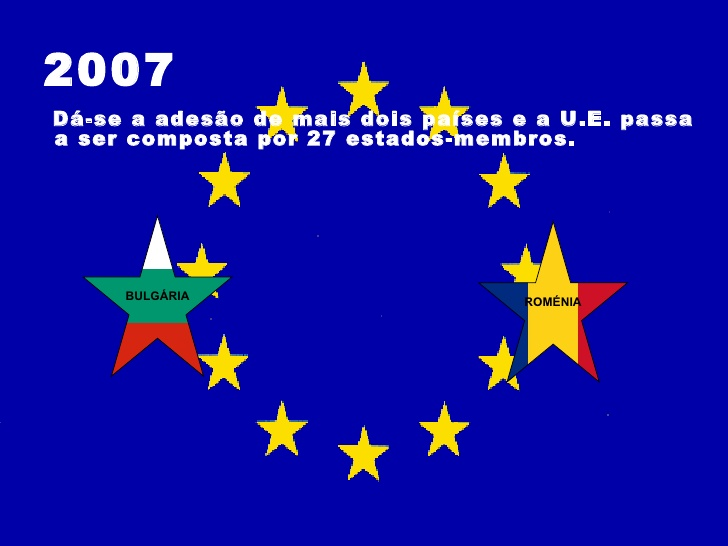 2007
Dá-se a adesão de mais dois países e a U.E. passa
a ser composta por 27 estados-membros.
BULGÁRIA
ROMÉNIA